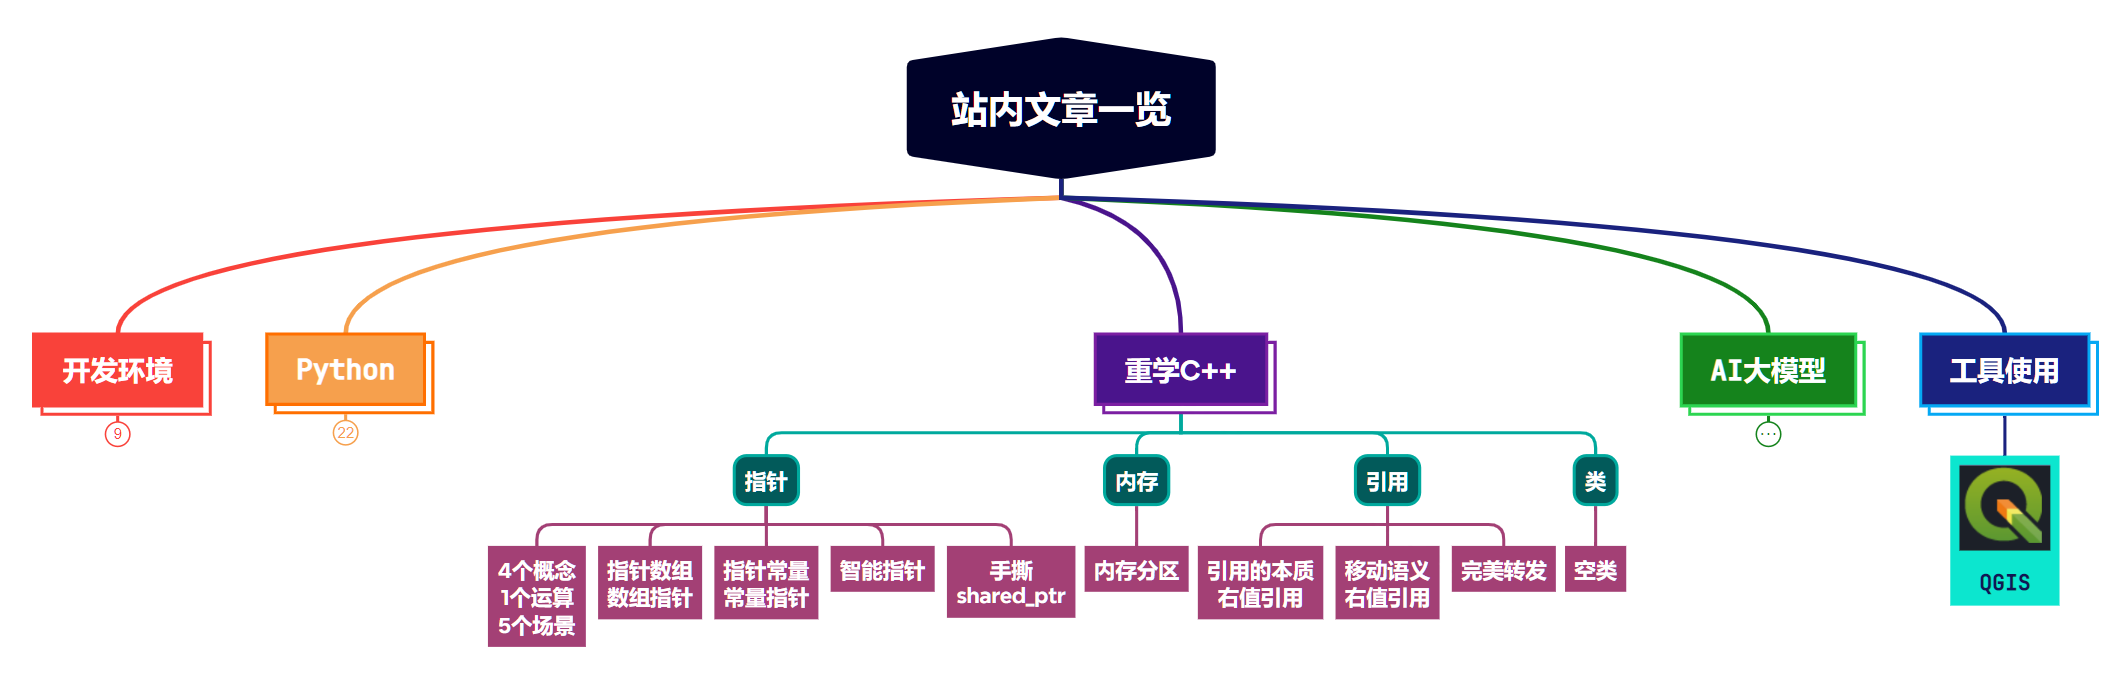 站内文章一览
开发环境
Python
重学C++
AI大模型
工具使用
9
22
指针
内存
引用
类
4个概念
1个运算
5个场景
指针数组
数组指针
指针常量
常量指针
智能指针
手撕
shared_ptr
内存分区
引用的本质
右值引用
移动语义
右值引用
完美转发
空类
QGIS